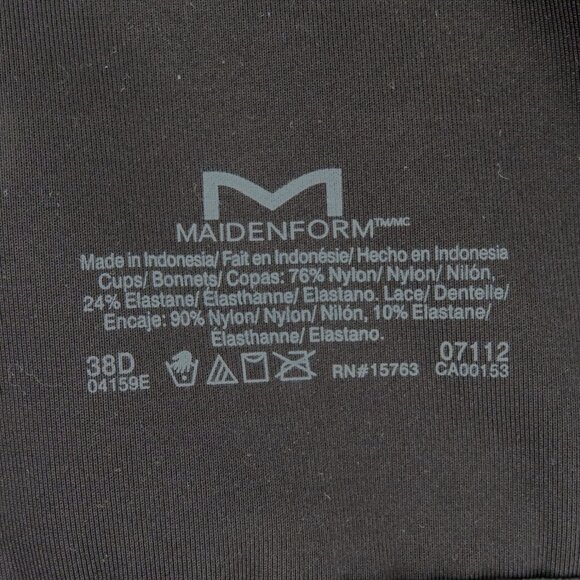 M
MAIDENFORM™/MC
Made in Indonesia/ Fait en Indonésie/ Hecho en Indonesia
Cups/ Bonnets/ Copas: 76% Nylon/ Nylon/ Nilón,
24% Elastane/ Élasthanne/ Elastano. Lace/ Dentelle/
Encaje: 90% Nylon/ Nylon/ Nilón, 10% Elastane/
Élasthanne/ Elastano.
38D 07112
04159E RN#15763 CA00153